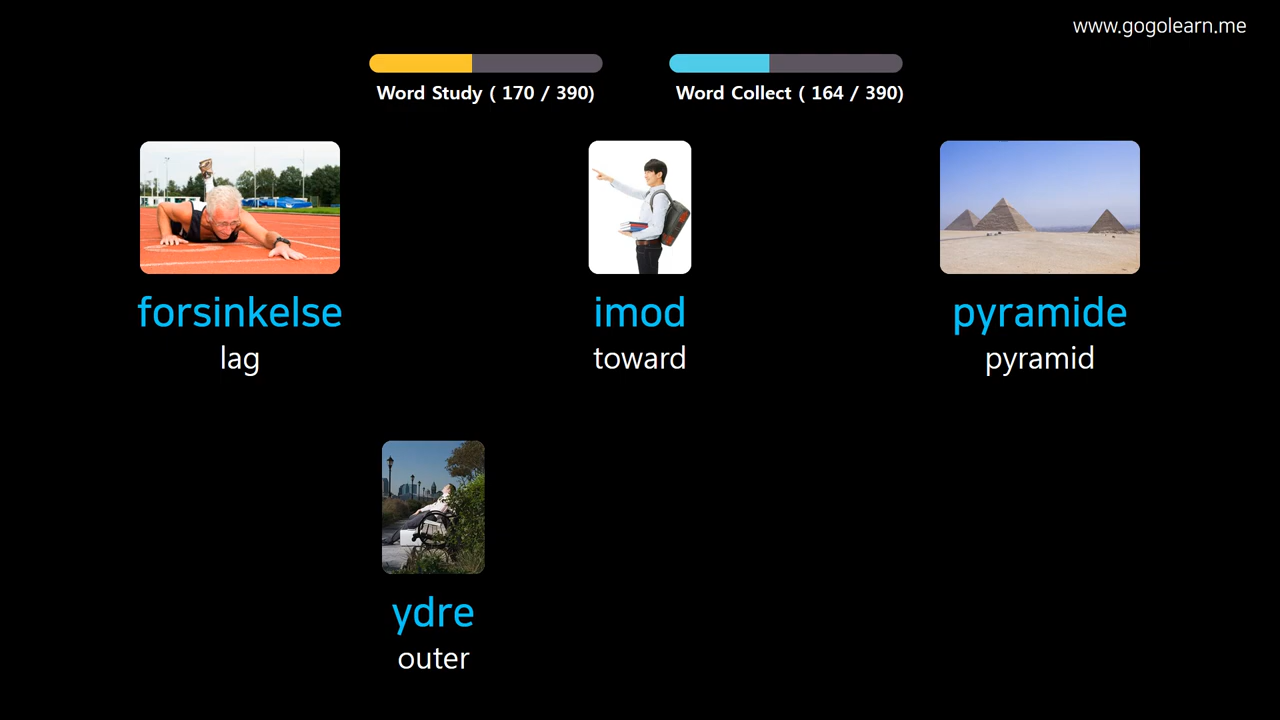 www.gogolearn.me
Word Study ( 170 / 390)
Word Collect ( 164 / 390)
forsinkelse
lag
imod
toward
pyramide
pyramid
ydre
outer